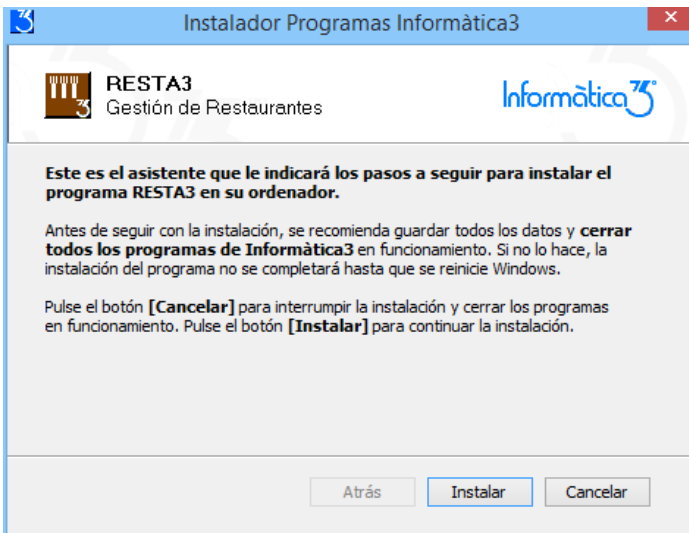 3 Instalador Programas Informàtica3
RESTA3
Gestión de Restaurantes
3
Informàtica3
Este es el asistente que le indicará los pasos a seguir para instalar el
programa RESTA3 en su ordenador.
Antes de seguir con la instalación, se recomienda guardar todos los datos y cerrar
todos los programas de Informàtica3 en funcionamiento. Si no lo hace, la
instalación del programa no se completará hasta que se reinicie Windows.
Pulse el botón [Cancelar] para interrumpir la instalación y cerrar los programas
en funcionamiento. Pulse el botón [Instalar] para continuar la instalación.
Atrás Instalar Cancelar